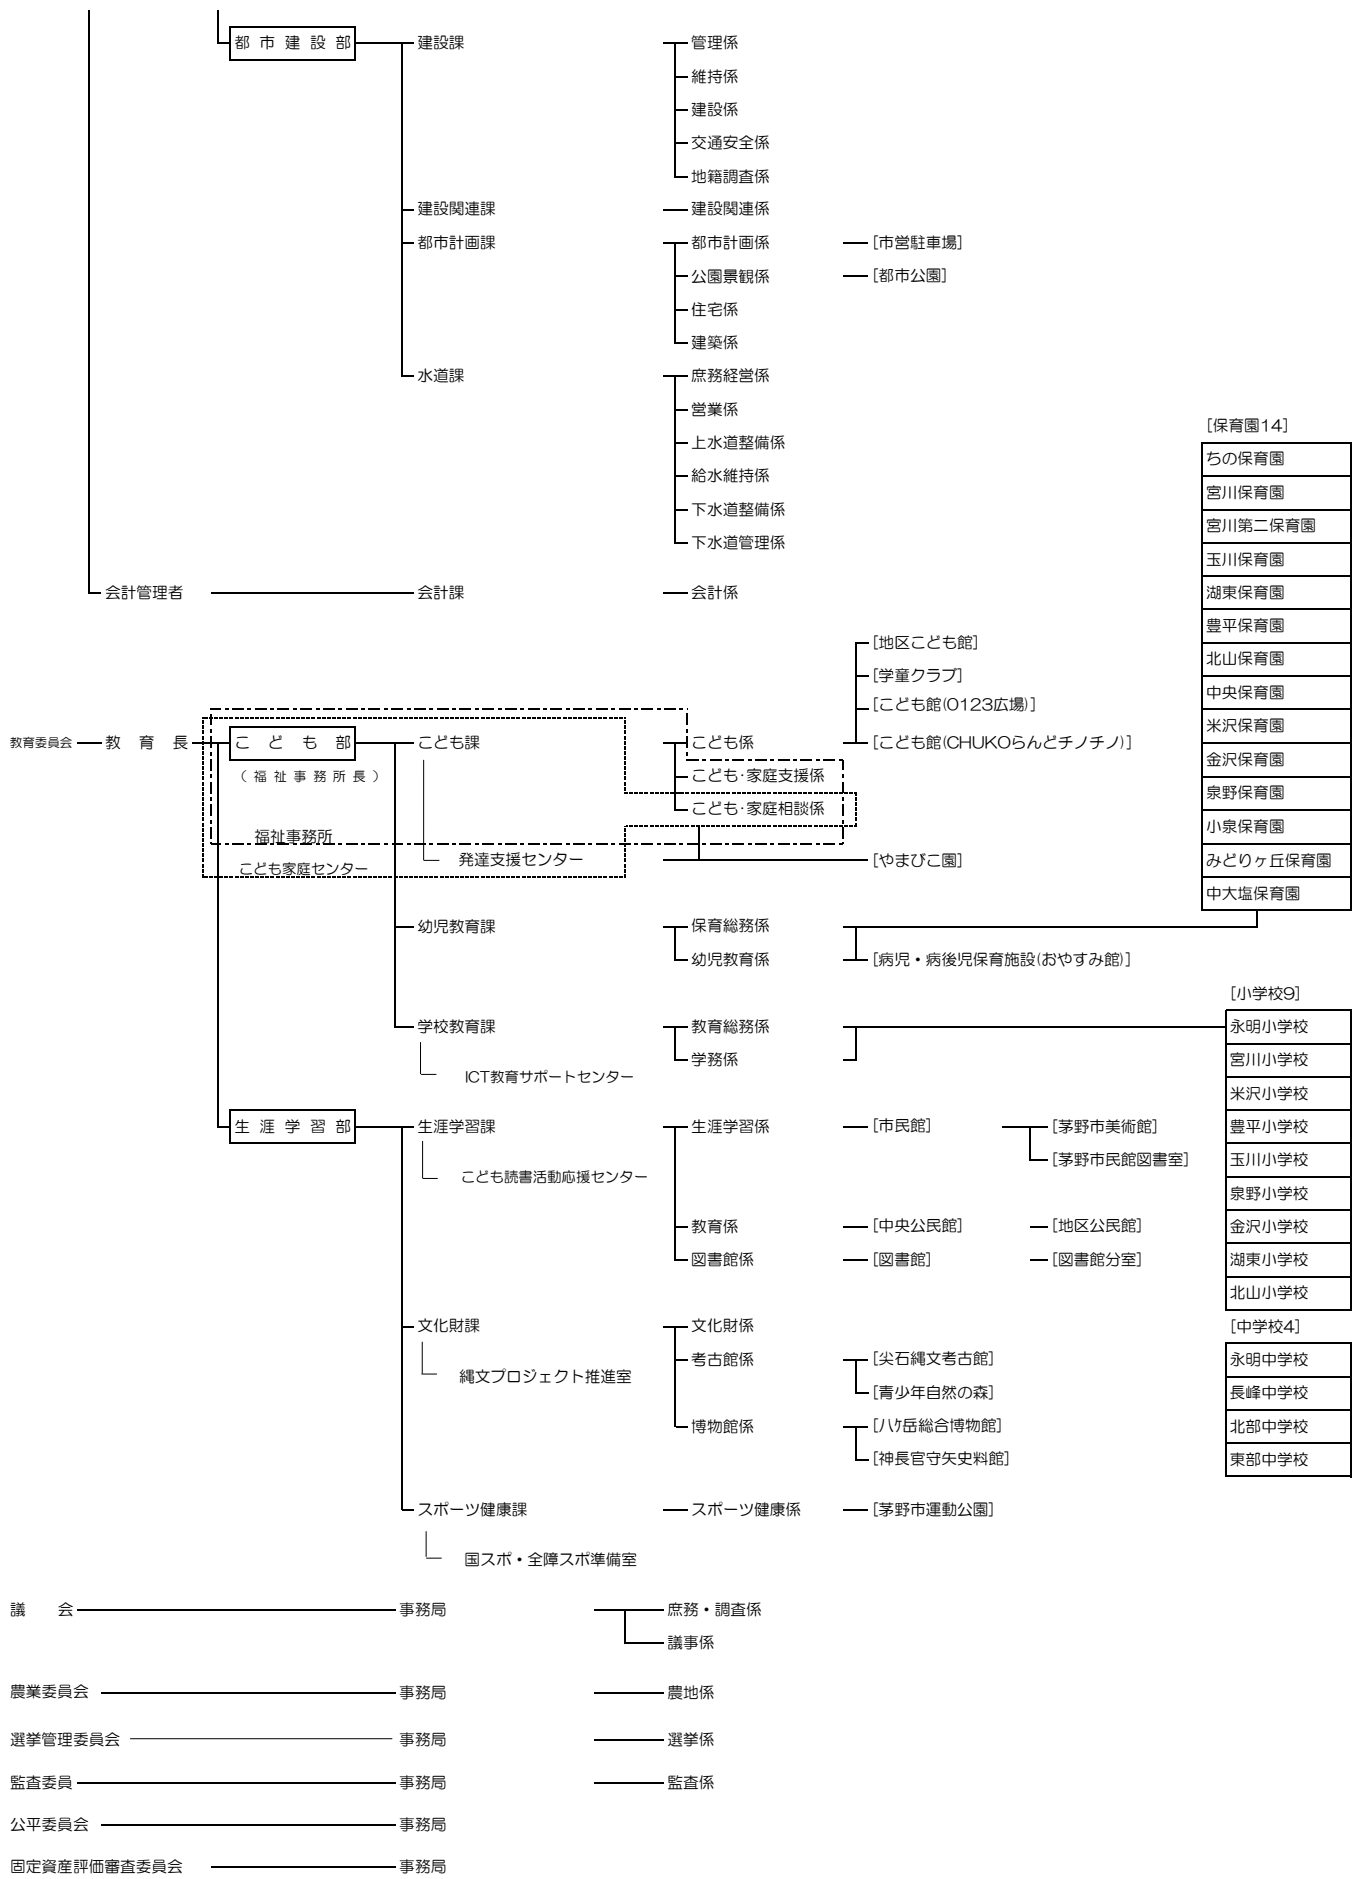 都市建設部 建設課 管理係
維持係
建設係
交通安全係
地籍調査係
建設関連課 建設関連係
都市計画課 都市計画係 [市営駐車場]
公園景観係 [都市公園]
住宅係
建築係
水道課 庶務経営係
営業係
上水道整備係
給水維持係
下水道整備係
下水道管理係
会計管理者 会計課 会計係
[保育園14]
ちの保育園
宮川保育園
宮川第二保育園
玉川保育園
湖東保育園
豊平保育園
北山保育園
中央保育園
米沢保育園
金沢保育園
泉野保育園
小泉保育園
みどりヶ丘保育園
中大塩保育園
[地区こども館]
[学童クラブ]
[こども館(0123広場)]
教育委員会 教育長 こども部 こども課 こども係 [こども館(CHUKOらんどチノチノ)]
(福祉事務所長) こども・家庭支援係
こども・家庭相談係
福祉事務所
こども家庭センター 発達支援センター [やまびこ園]
幼児教育課 保育総務係
幼児教育係 [病児・病後児保育施設(おやすみ館)]
学校教育課 教育総務係
学務係
ICT教育サポートセンター
[小学校9]
永明小学校
宮川小学校
米沢小学校
豊平小学校
玉川小学校
泉野小学校
金沢小学校
湖東小学校
北山小学校
[中学校4]
永明中学校
長峰中学校
北部中学校
東部中学校
生涯学習部 生涯学習課 生涯学習係 [市民館] [茅野市美術館]
[茅野市民館図書室]
こども読書活動応援センター
教育係 [中央公民館] [地区公民館]
図書館係 [図書館] [図書館分室]
文化財課 文化財係
考古館係 [尖石縄文考古館]
縄文プロジェクト推進室 [青少年自然の森]
博物館係 [八ケ岳総合博物館]
[神長官守矢史料館]
スポーツ健康課 スポーツ健康係 [茅野市運動公園]
国スポ・全障スポ準備室
議会 事務局 庶務・調査係
議事係
農業委員会 事務局 農地係
選挙管理委員会 事務局 選挙係
監査委員 事務局 監査係
公平委員会 事務局
固定資産評価審査委員会 事務局